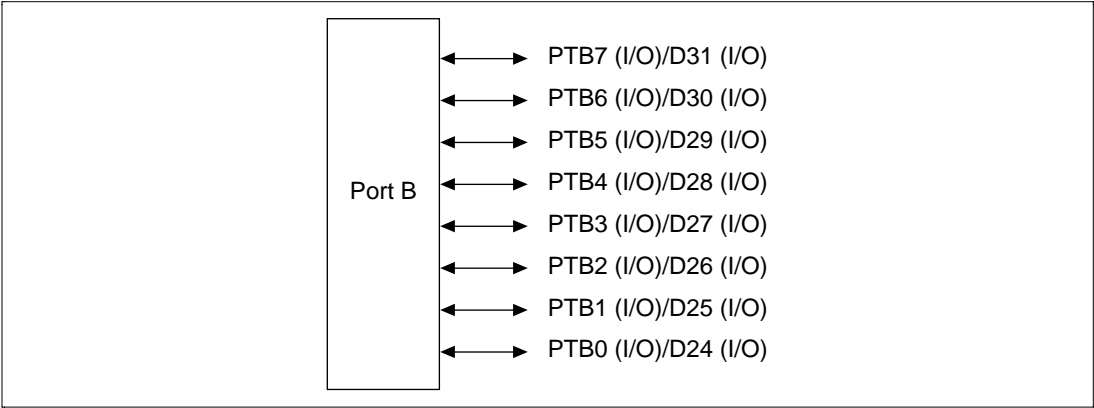 Port B
PTB7 (I/O)/D31 (I/O)
PTB6 (I/O)/D30 (I/O)
PTB5 (I/O)/D29 (I/O)
PTB4 (I/O)/D28 (I/O)
PTB3 (I/O)/D27 (I/O)
PTB2 (I/O)/D26 (I/O)
PTB1 (I/O)/D25 (I/O)
PTB0 (I/O)/D24 (I/O)